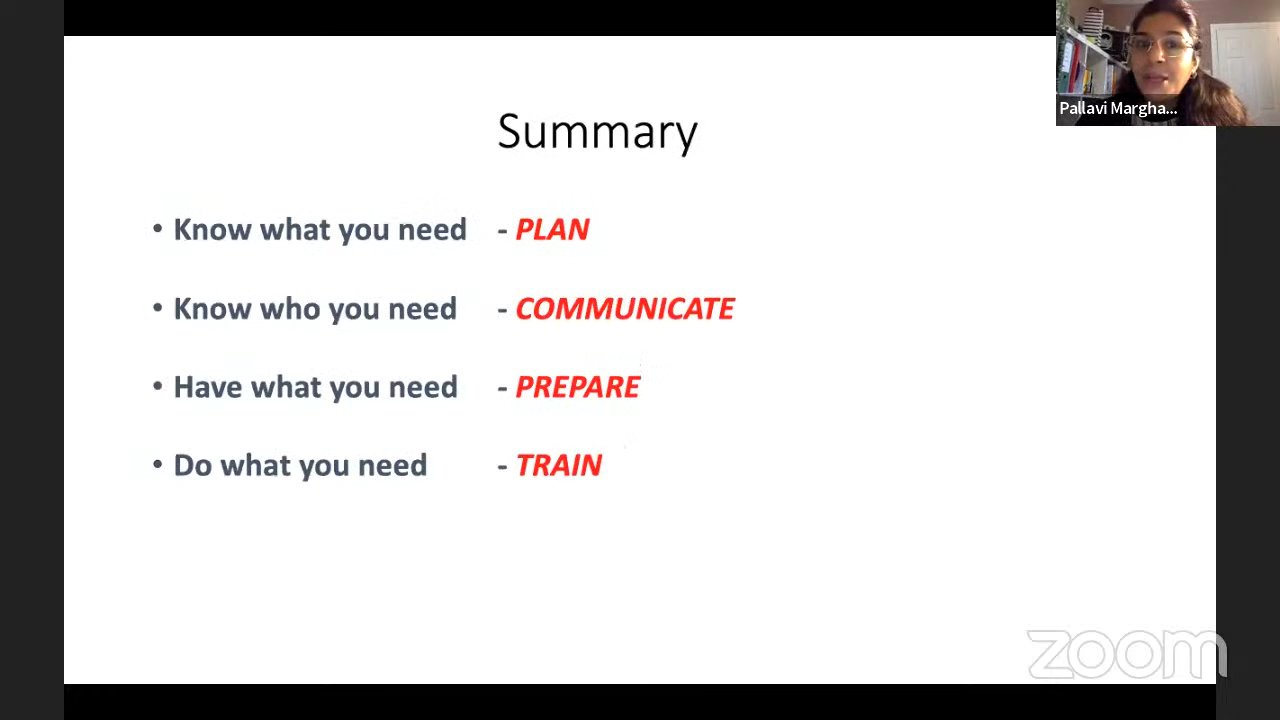 Pallavi Margha...
Summary
• Know what you need - PLAN
• Know who you need - COMMUNICATE
• Have what you need - PREPARE
• Do what you need - TRAIN
zoom